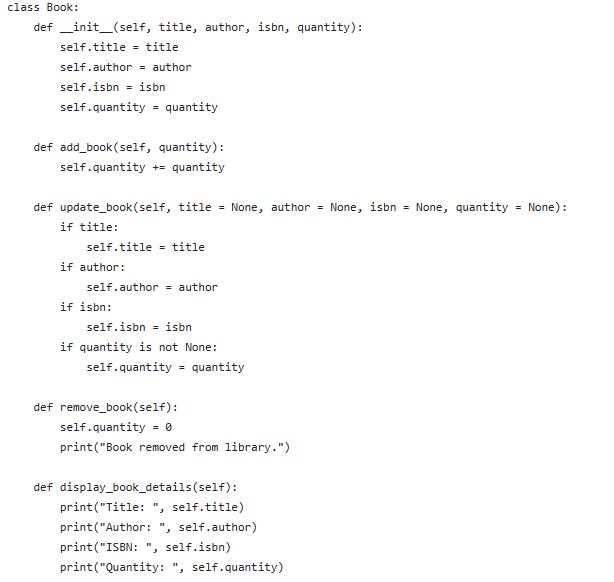 class Book:
    def __init__(self, title, author, isbn, quantity):
        self.title = title
        self.author = author
        self.isbn = isbn
        self.quantity = quantity

    def add_book(self, quantity):
        self.quantity += quantity

    def update_book(self, title = None, author = None, isbn = None, quantity = None):
        if title:
            self.title = title
        if author:
            self.author = author
        if isbn:
            self.isbn = isbn
        if quantity is not None:
            self.quantity = quantity

    def remove_book(self):
        self.quantity = 0
        print("Book removed from library.")

    def display_book_details(self):
        print("Title: ", self.title)
        print("Author: ", self.author)
        print("ISBN: ", self.isbn)
        print("Quantity: ", self.quantity)